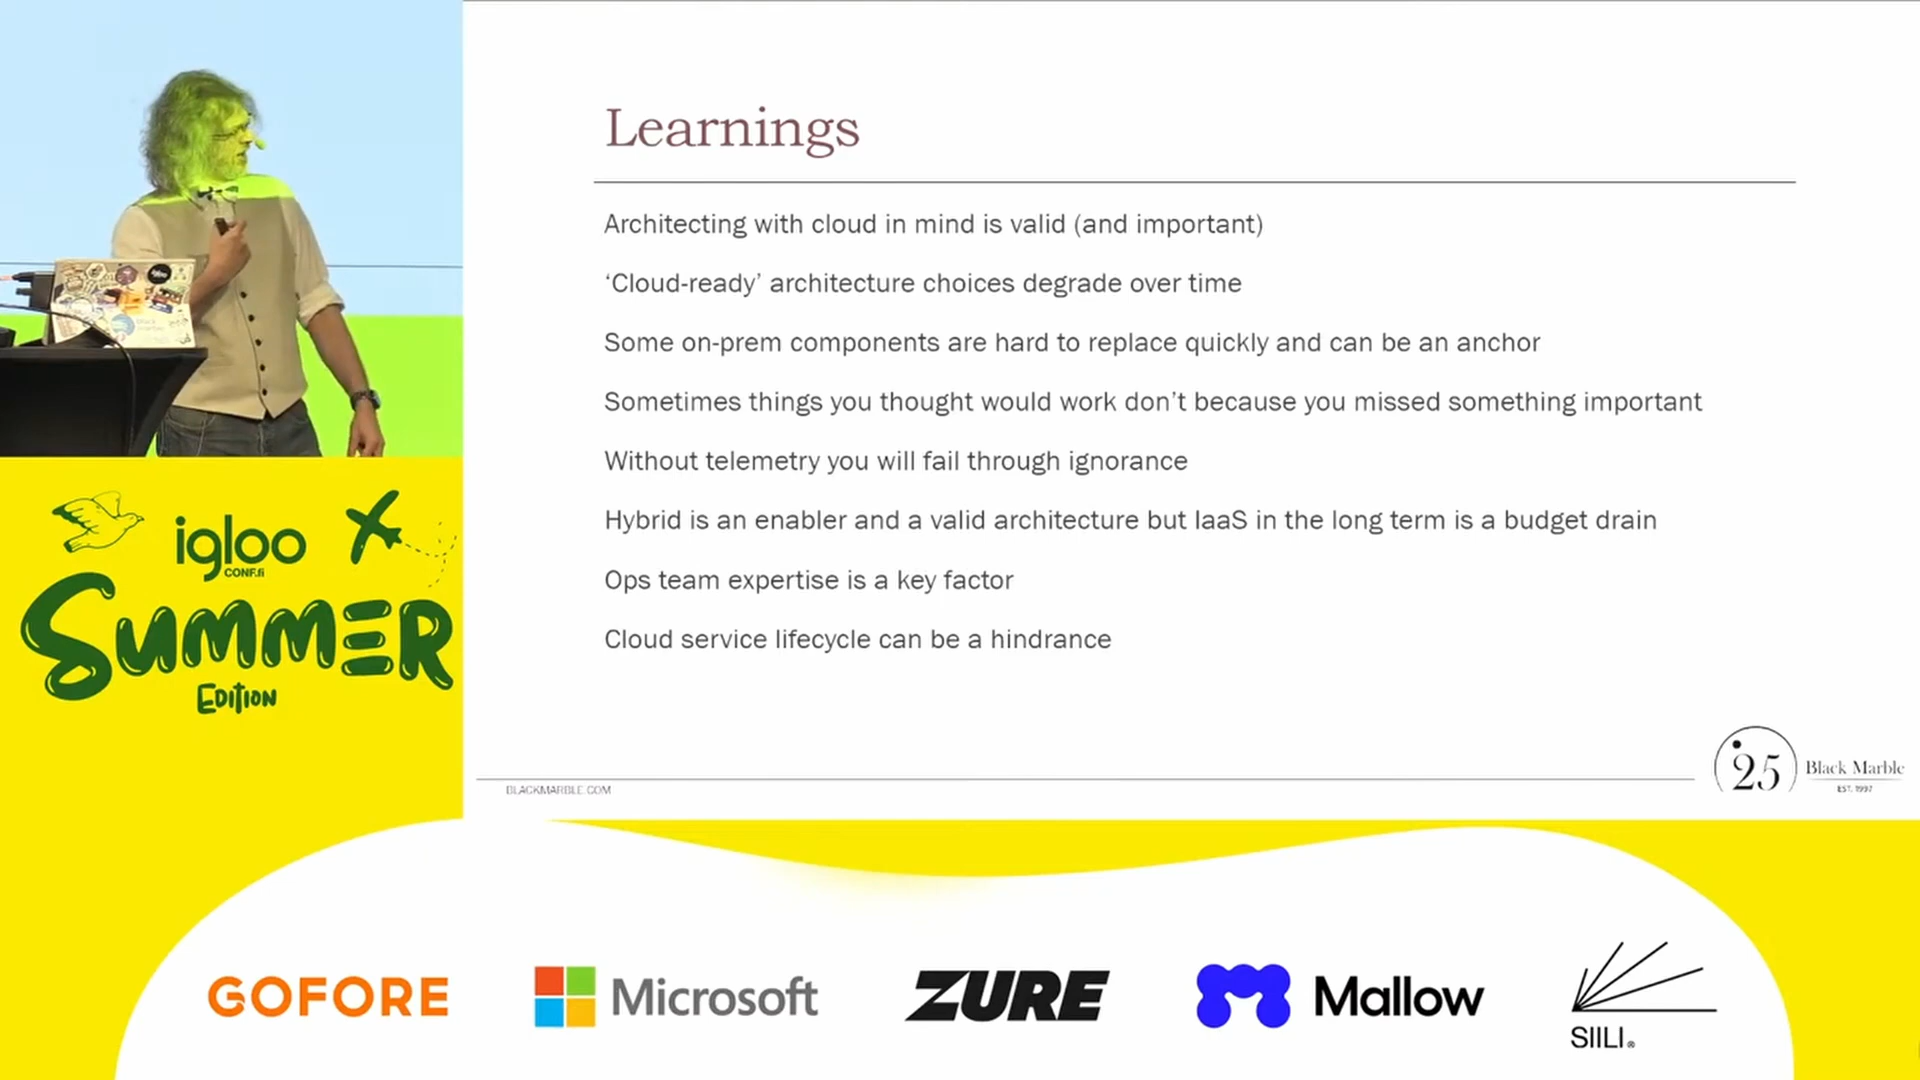 Learnings
Architecting with cloud in mind is valid (and important)
‘Cloud-ready’ architecture choices degrade over time
Some on-prem components are hard to replace quickly and can be an anchor
Sometimes things you thought would work don’t because you missed something important
Without telemetry you will fail through ignorance
Hybrid is an enabler and a valid architecture but IaaS in the long term is a budget drain
Ops team expertise is a key factor
Cloud service lifecycle can be a hindrance
BLACKMARBLE.COM
25
Black Marble
EST. 1997
igloo
CONF.fi
SUMMER
EDITION
GOFORE
Microsoft
ZURE
Mallow
SIILI®